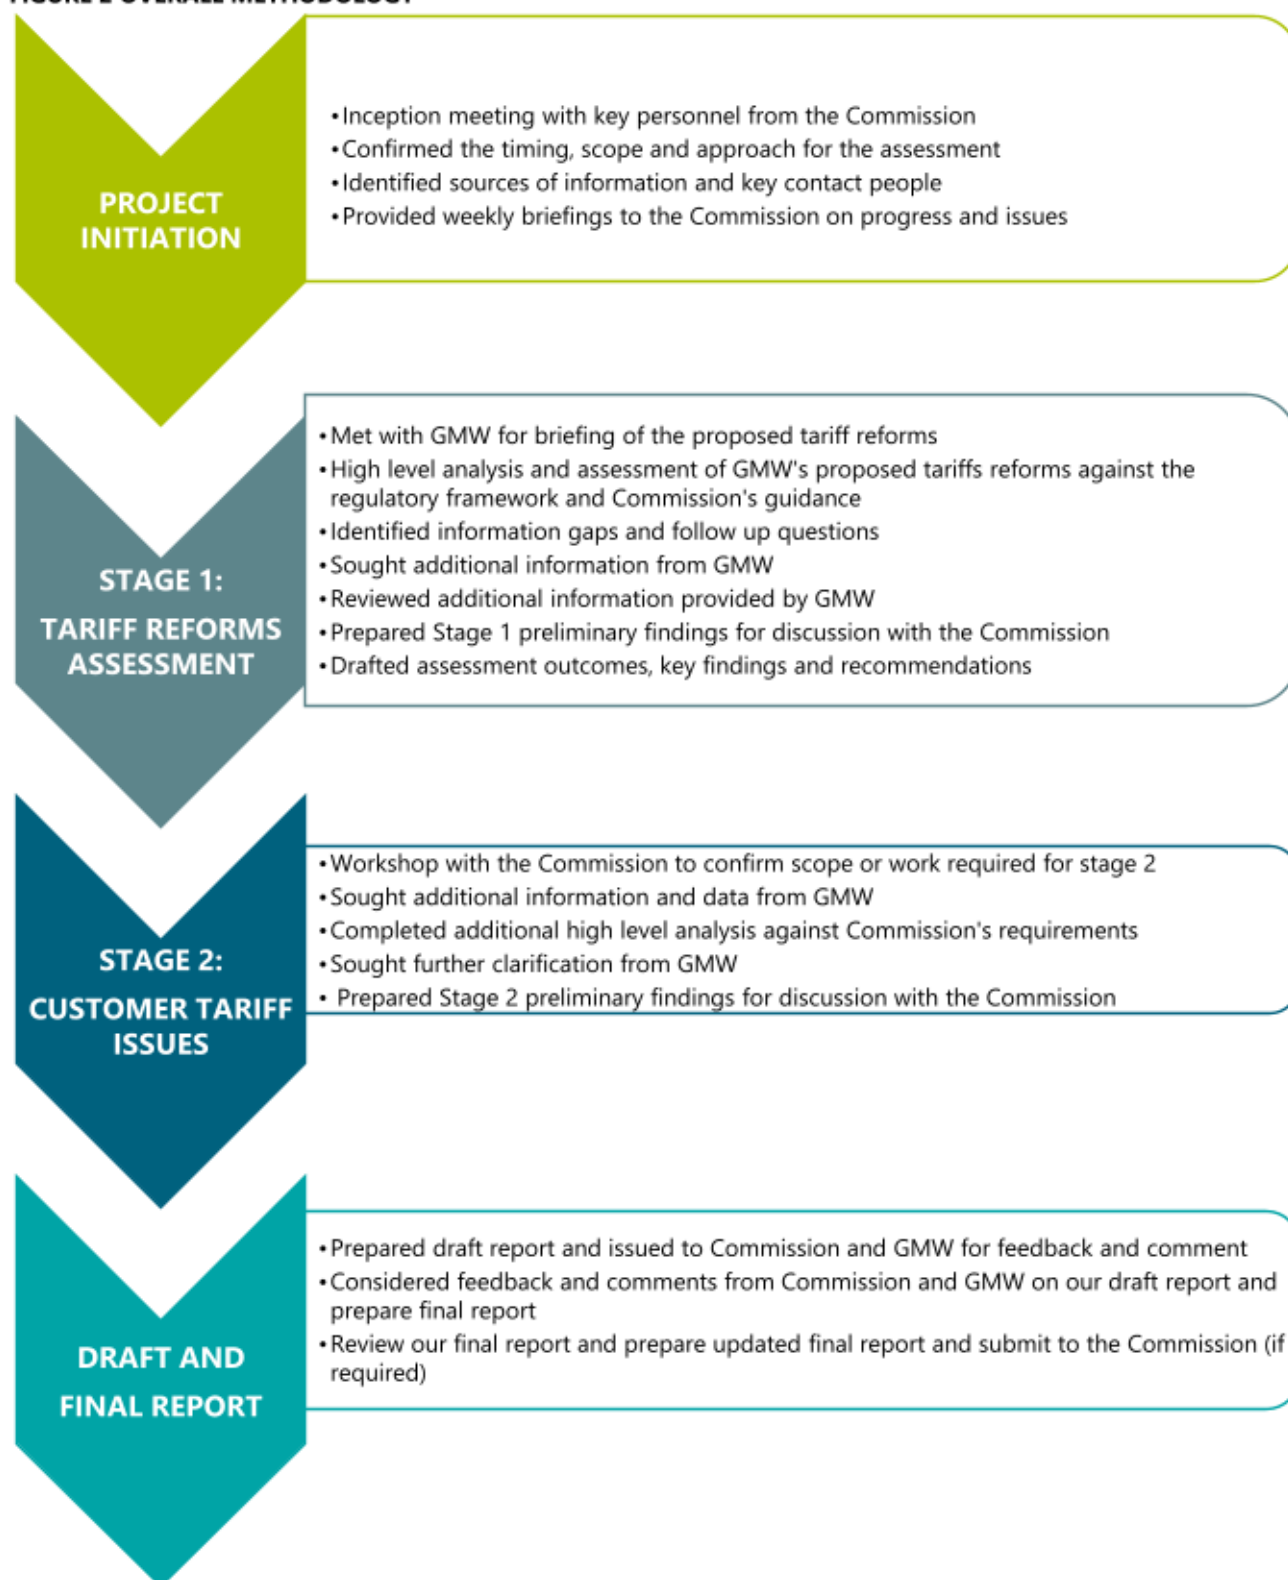 FIGURE 2 OVERALL METHODOLOGY
PROJECT
INITIATION
•Inception meeting with key personnel from the Commission
•Confirmed the timing, scope and approach for the assessment
•Identified sources of information and key contact people
•Provided weekly briefings to the Commission on progress and issues
STAGE 1:
TARIFF REFORMS
ASSESSMENT
•Met with GMW for briefing of the proposed tariff reforms
•High level analysis and assessment of GMW's proposed tariffs reforms against the
regulatory framework and Commission's guidance
•Identified information gaps and follow up questions
•Sought additional information from GMW
•Reviewed additional information provided by GMW
•Prepared Stage 1 preliminary findings for discussion with the Commission
•Drafted assessment outcomes, key findings and recommendations
STAGE 2:
CUSTOMER TARIFF
ISSUES
•Workshop with the Commission to confirm scope or work required for stage 2
•Sought additional information and data from GMW
•Completed additional high level analysis against Commission's requirements
•Sought further clarification from GMW
• Prepared Stage 2 preliminary findings for discussion with the Commission
DRAFT AND
FINAL REPORT
•Prepared draft report and issued to Commission and GMW for feedback and comment
•Considered feedback and comments from Commission and GMW on our draft report and
prepare final report
•Review our final report and prepare updated final report and submit to the Commission (if
required)